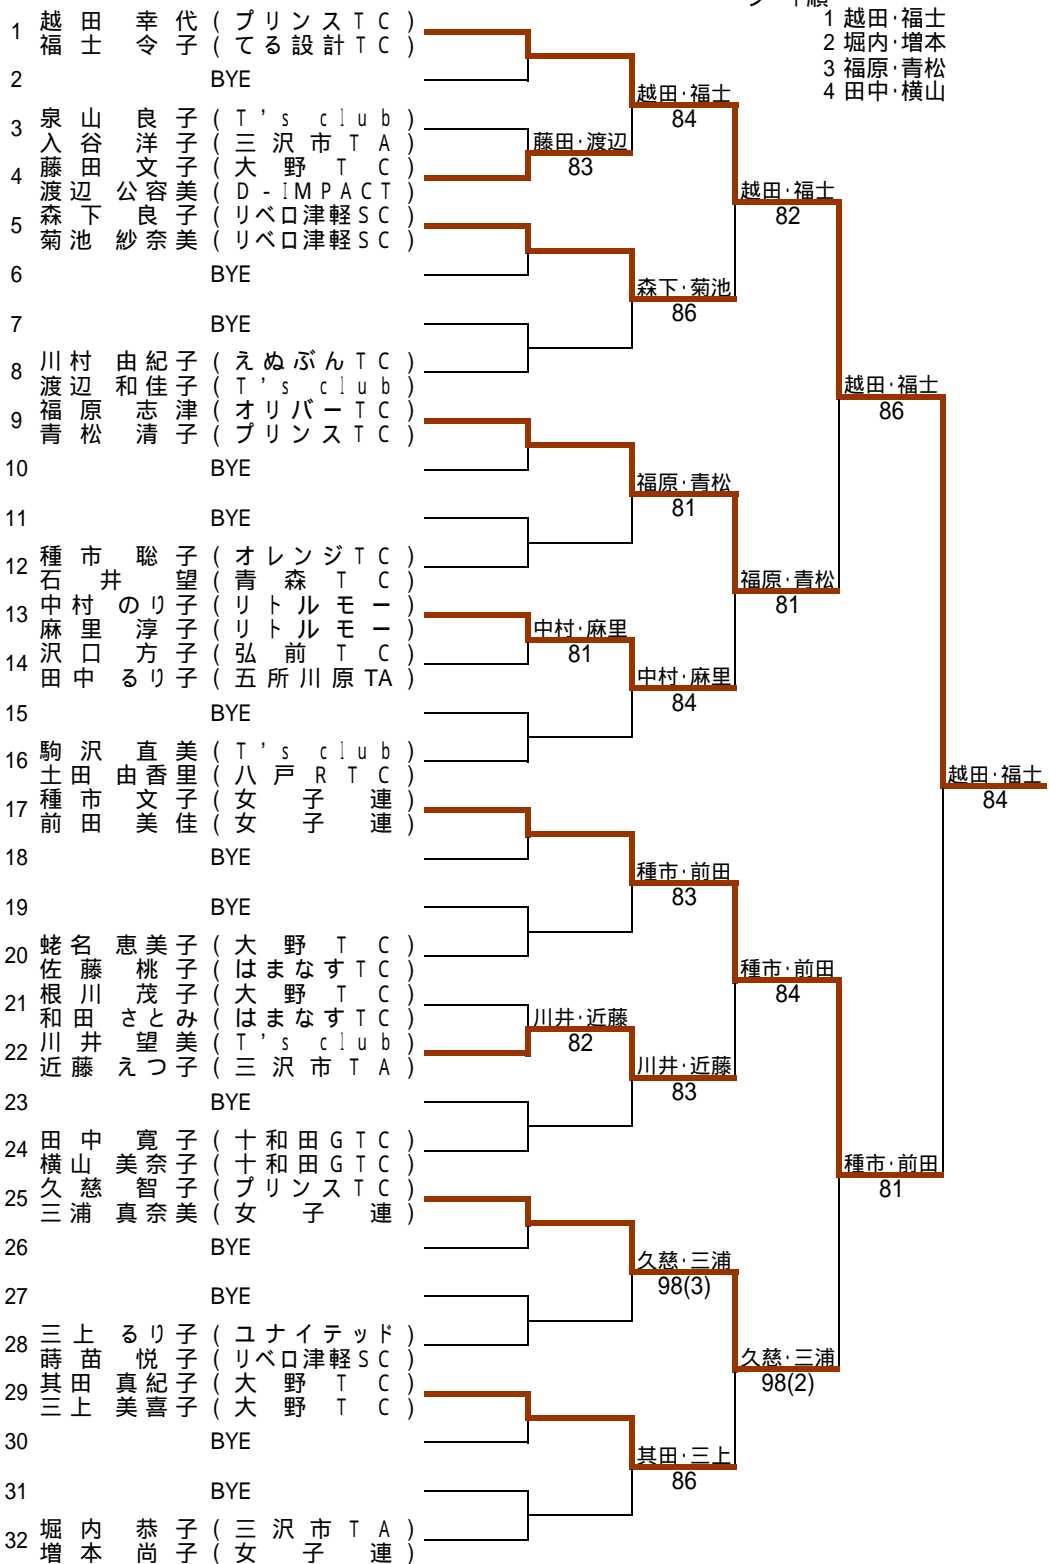 1 越田・福士
2 堀内・増本
3 福原・青松
4 田中・横山
1 越田 幸代 ( プリンスTC )
福士 令子 ( てる設計TC )
2 BYE
3 泉山 良子 ( T's club )
入谷 洋子 ( 三沢市TA )
4 藤田 文子 ( 大野TC )
渡辺 公容美 ( D-IMPACT )
5 森下 良子 ( リベロ津軽SC )
菊池 紗奈美 ( リベロ津軽SC )
6 BYE
7 BYE
8 川村 由紀子 ( えぬぶんTC )
渡辺 和佳子 ( T's club )
9 福原 志津 ( オリバーTC )
青松 清子 ( プリンスTC )
10 BYE
11 BYE
12 種市 聡子 ( オレンジTC )
石井 望 ( 青森TC )
13 中村 のり子 ( リトルモー )
麻里 淳子 ( リトルモー )
14 沢口 方子 ( 弘前TC )
田中 るり子 ( 五所川原TA )
15 BYE
16 駒沢 直美 ( T's club )
土田 由香里 ( 八戸RTC )
17 種市 文子 ( 女子連 )
前田 美佳 ( 女子連 )
18 BYE
19 BYE
20 蛯名 恵美子 ( 大野TC )
佐藤 桃子 ( はまなすTC )
21 根川 茂子 ( 大野TC )
和田 さとみ ( はまなすTC )
22 川井 望美 ( T's club )
近藤 えつ子 ( 三沢市TA )
23 BYE
24 田中 寛子 ( 十和田GTC )
横山 美奈子 ( 十和田GTC )
25 久慈 智子 ( プリンスTC )
三浦 真奈美 ( 女子連 )
26 BYE
27 BYE
28 三上 るり子 ( ユナイテッド )
蒔苗 悦子 ( リベロ津軽SC )
29 其田 真紀子 ( 大野TC )
三上 美喜子 ( 大野TC )
30 BYE
31 BYE
32 堀内 恭子 ( 三沢市TA )
増本 尚子 ( 女子連 )
藤田・渡辺
83
中村・麻里
81
川井・近藤
82
越田・福士
84
森下・菊池
86
福原・青松
81
中村・麻里
84
種市・前田
83
川井・近藤
83
久慈・三浦
98(3)
其田・三上
86
越田・福士
82
福原・青松
81
種市・前田
84
久慈・三浦
98(2)
越田・福士
86
種市・前田
81
越田・福士
84